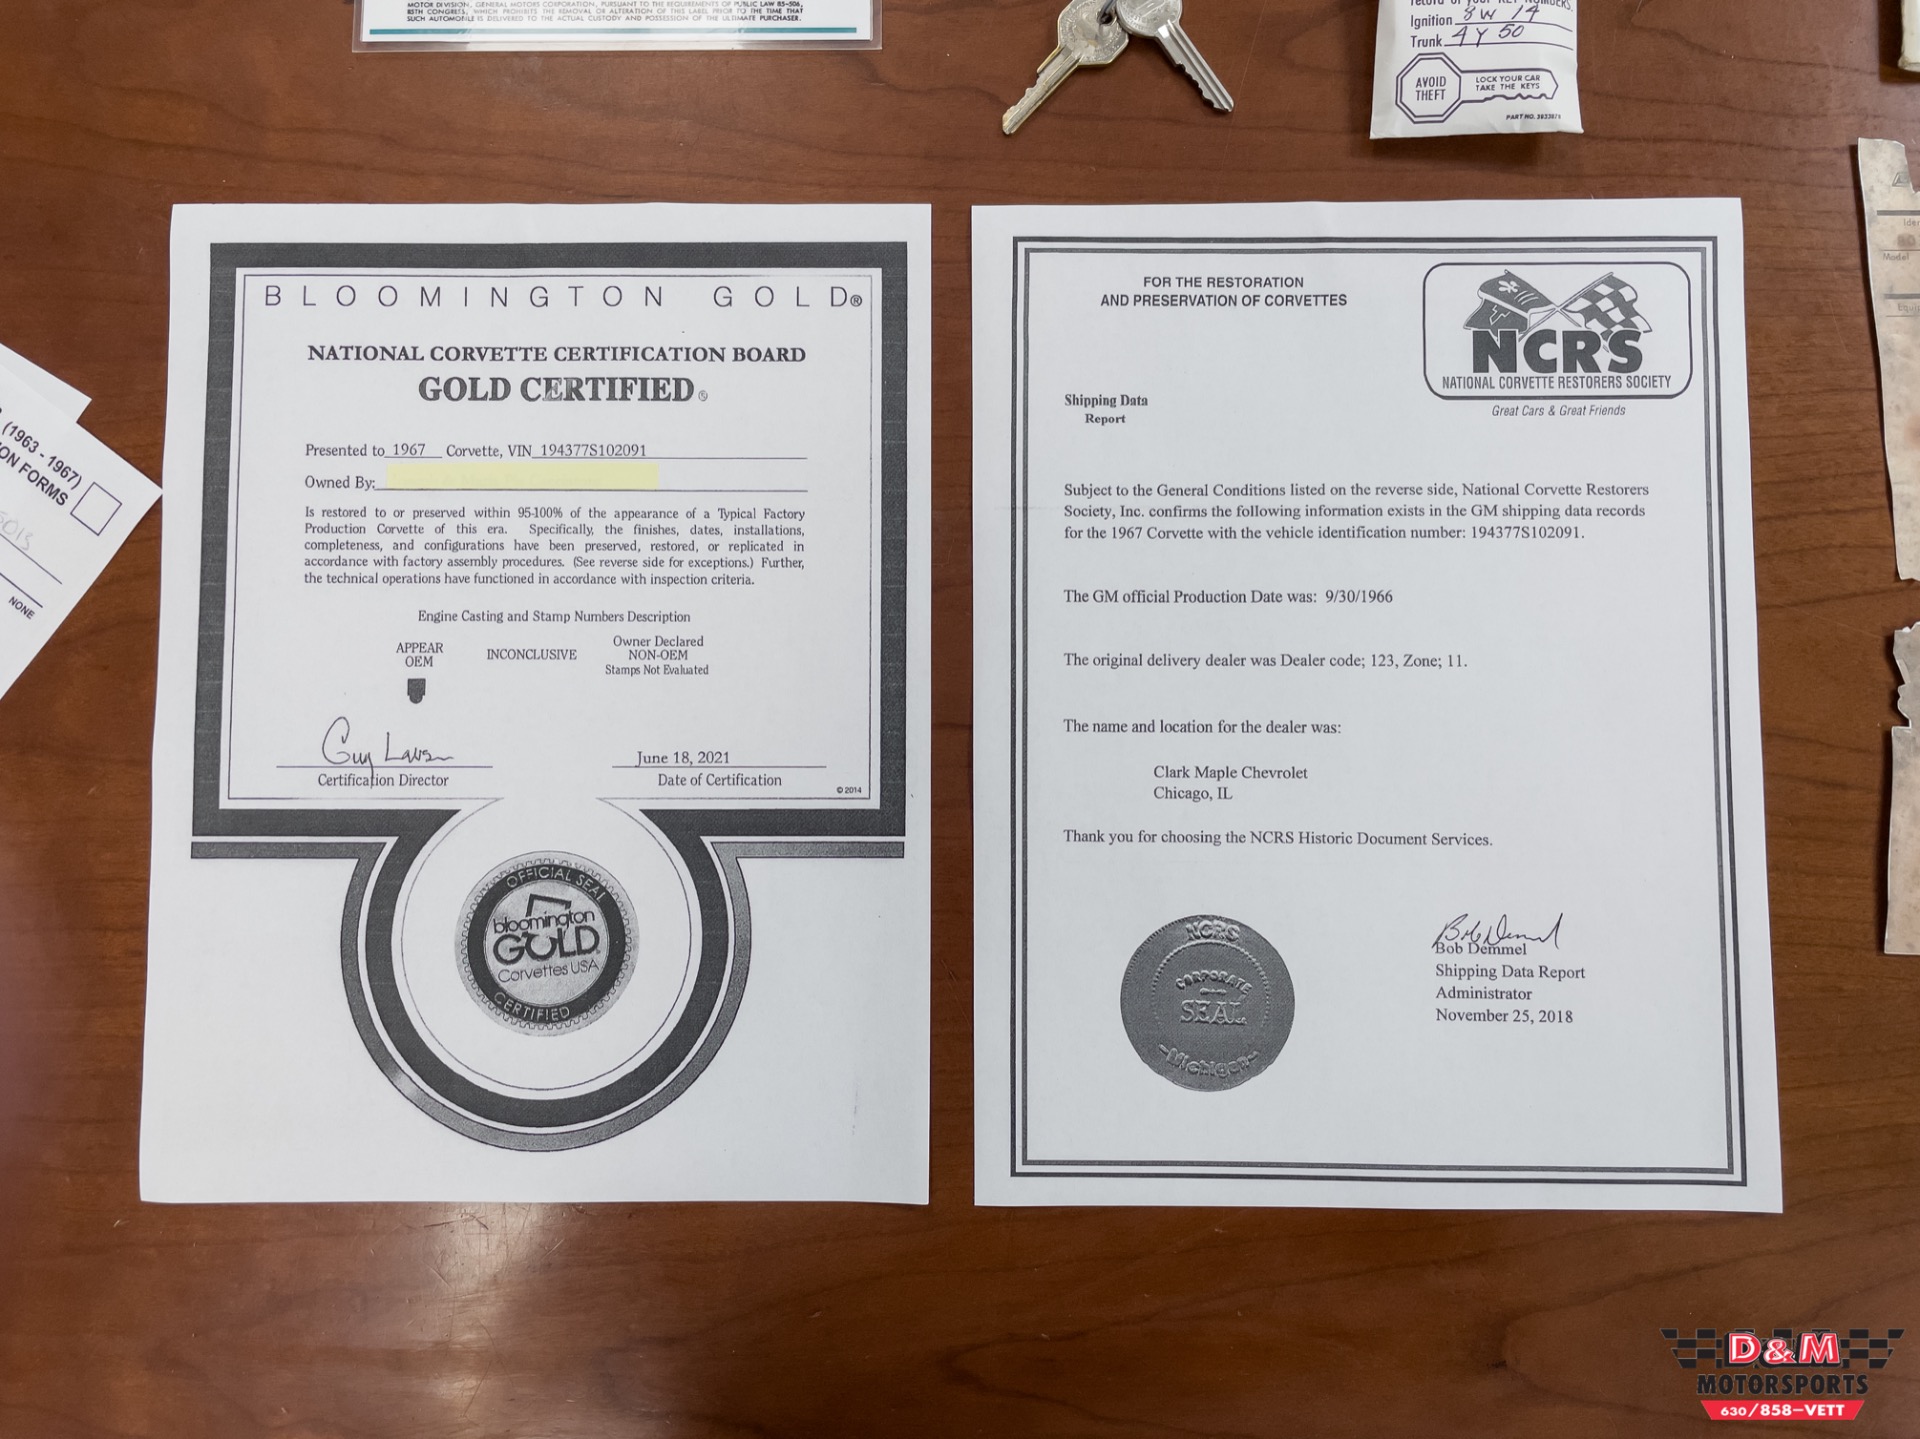 MOTOR DIVISION, GENERAL MOTORS CORPORATION, PURSUANT TO THE REQUIREMENTS OF PUBLIC LAW 85-506,
85TH CONGRESS, WHICH PROHIBITS THE REMOVAL OR ALTERATION OF THIS LABEL PRIOR TO THE TIME THAT
SUCH AUTOMOBILE IS DELIVERED TO THE ACTUAL CUSTODY AND POSSESSION OF THE ULTIMATE PURCHASER.
record of your KEY NUMBERS.
Ignition 8W 14
Trunk 4Y 50
AVOID
THEFT
LOCK YOUR CAR
TAKE THE KEYS
PART NO.
(1963 - 1967)
ON FORMS
NONE
BLOOMINGTON GOLD®
NATIONAL CORVETTE CERTIFICATION BOARD
GOLD CERTIFIED®
Presented to 1967 Corvette, VIN 194377S102091
Owned By:
Is restored to or preserved within 95-100% of the appearance of a Typical Factory
Production Corvette of this era. Specifically, the finishes, dates, installations,
completeness, and configurations have been preserved, restored, or replicated in
accordance with factory assembly procedures. (See reverse side for exceptions.) Further,
the technical operations have functioned in accordance with inspection criteria.
Engine Casting and Stamp Numbers Description
APPEAR
OEM
INCONCLUSIVE
Owner Declared
NON-OEM
Stamps Not Evaluated
Guy Larsen
June 18, 2021
Certification Director
Date of Certification
© 2014
OFFICIAL SEAL
bloomington
GOLD
Corvettes USA
CERTIFIED
FOR THE RESTORATION
AND PRESERVATION OF CORVETTES
NCRS
NATIONAL CORVETTE RESTORERS SOCIETY
Great Cars & Great Friends
Shipping Data
Report
Subject to the General Conditions listed on the reverse side, National Corvette Restorers
Society, Inc. confirms the following information exists in the GM shipping data records
for the 1967 Corvette with the vehicle identification number: 194377S102091.
The GM official Production Date was: 9/30/1966
The original delivery dealer was Dealer code; 123, Zone; 11.
The name and location for the dealer was:
Clark Maple Chevrolet
Chicago, IL
Thank you for choosing the NCRS Historic Document Services.
NCRS
CORPORATE
SEAL
Michigan
Bob Demmel
Bob Demmel
Shipping Data Report
Administrator
November 25, 2018
Model
D&M
MOTORSPORTS
630/858-VETT